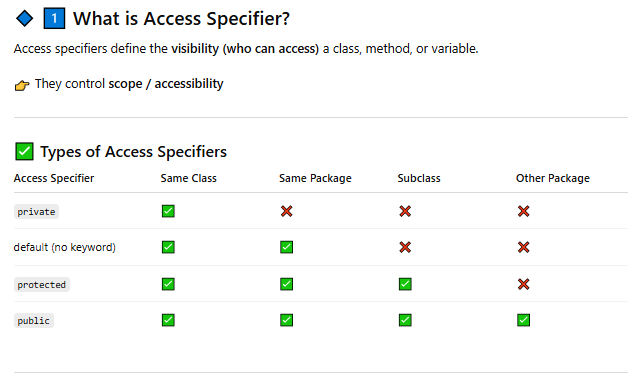 🔷 1️⃣ What is Access Specifier?
Access specifiers define the visibility (who can access) a class, method, or variable.
👉 They control scope / accessibility
✅ Types of Access Specifiers
Access Specifier Same Class Same Package Subclass Other Package
private ✅ ❌ ❌ ❌
default (no keyword) ✅ ✅ ❌ ❌
protected ✅ ✅ ✅ ❌
public ✅ ✅ ✅ ✅